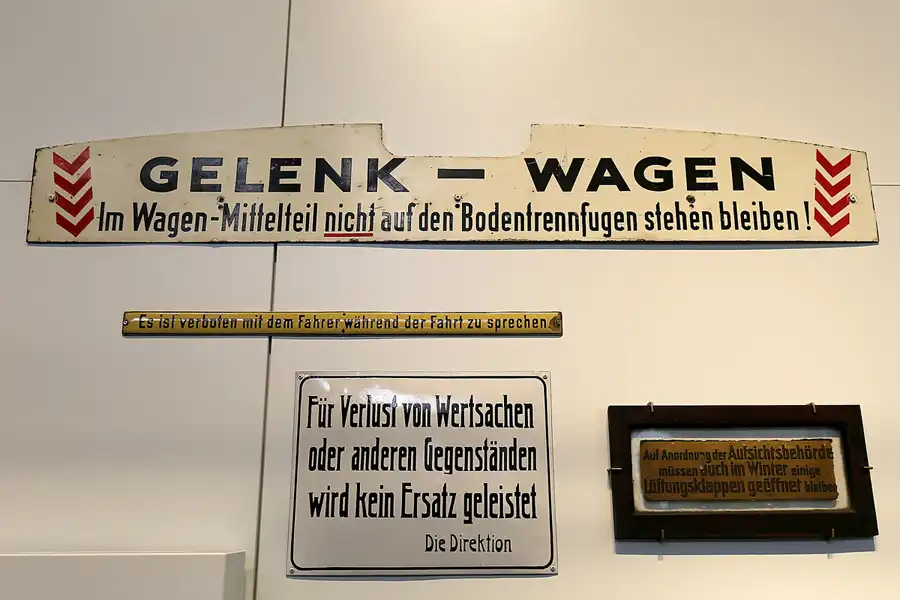 GELENK – WAGEN
Im Wagen-Mittelteil nicht auf den Bodentrennfugen stehen bleiben!
Es ist verboten mit dem Fahrer während der Fahrt zu sprechen.
Für Verlust von Wertsachen
oder anderen Gegenständen
wird kein Ersatz geleistet
Die Direktion
Auf Anordnung der Aufsichtsbehörde
müssen auch im Winter einige
Lüftungsklappen geöffnet bleiben